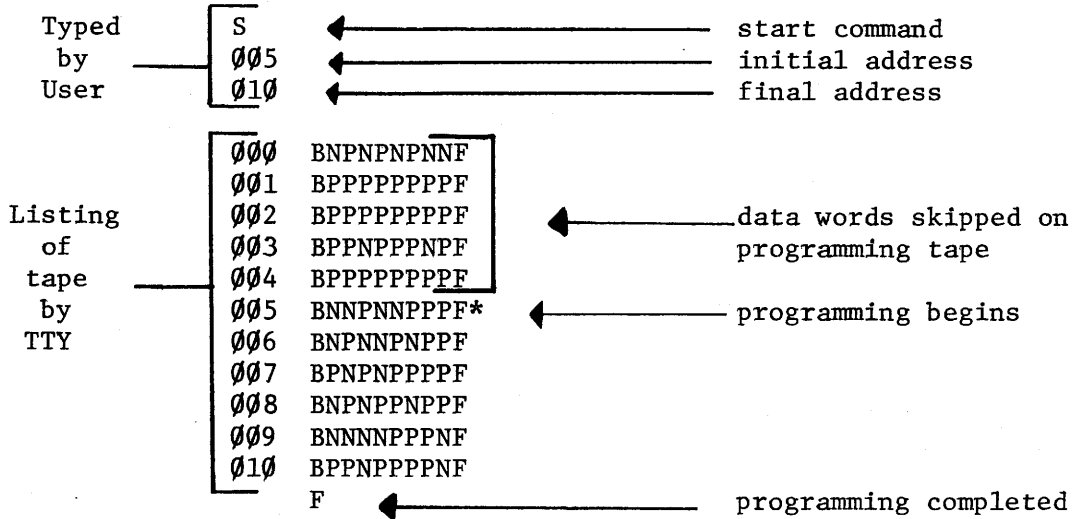 Typed S start command
by ØØ5 initial address
User Ø1Ø final address
ØØØ BNPNPNPNNF
ØØ1 BPPPPPPPPF
Listing ØØ2 BPPPPPPPPF data words skipped on
of ØØ3 BPPNPPPNPF programming tape
tape ØØ4 BPPPPPPPPF
by ØØ5 BNNPNNPPPF* programming begins
TTY ØØ6 BNPNNPNPPF
ØØ7 BPNPNPPPPF
ØØ8 BNPNPPNPPF
ØØ9 BNNNNPPPNF
Ø1Ø BPPNPPPPNF
F programming completed